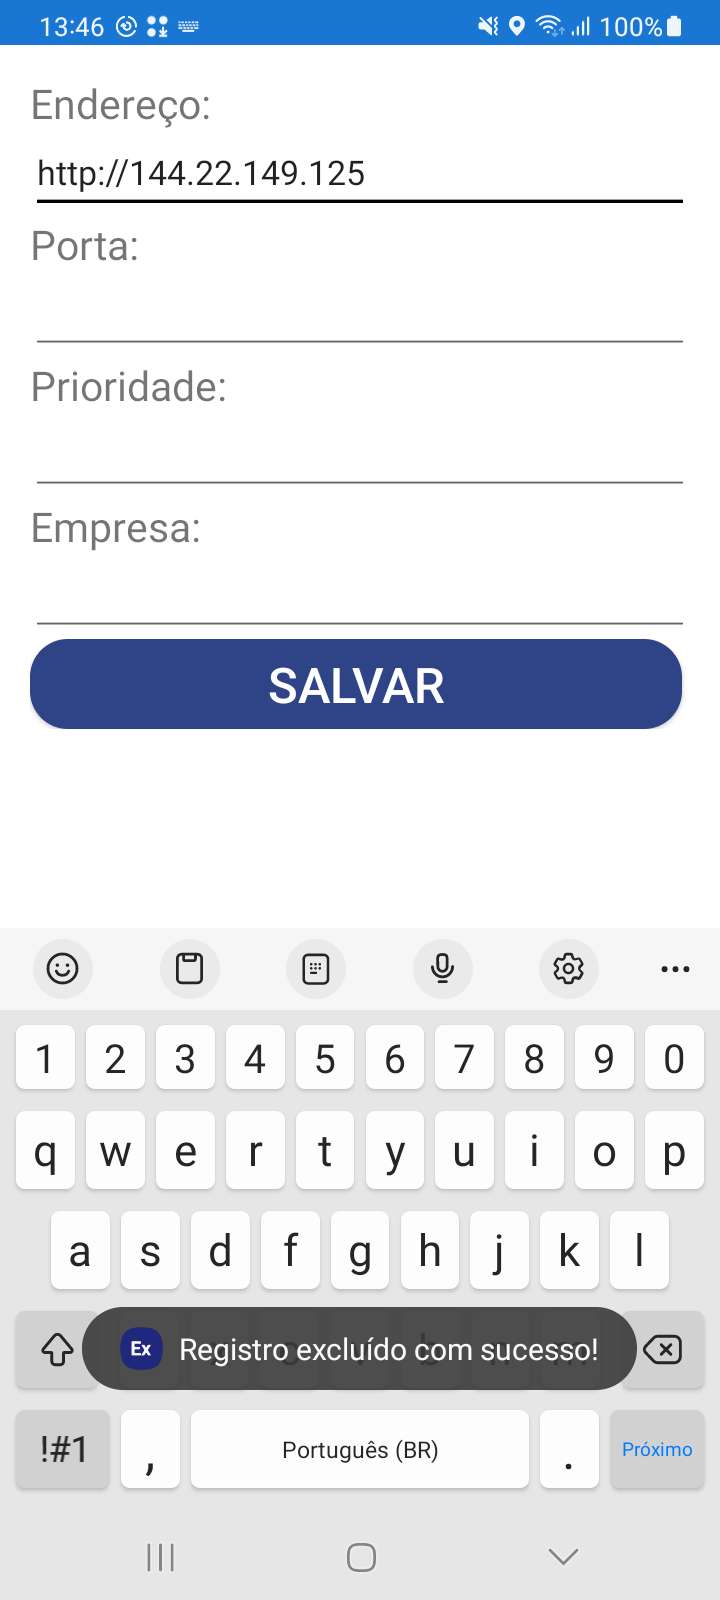 13:46 100%
Endereço:
http://144.22.149.125
Porta:
Prioridade:
Empresa:
SALVAR
1 2 3 4 5 6 7 8 9 0
q w e r t y u i o p
a s d f g h j k l
Ex Registro excluído com sucesso!
!#1 , Português (BR) . Próximo